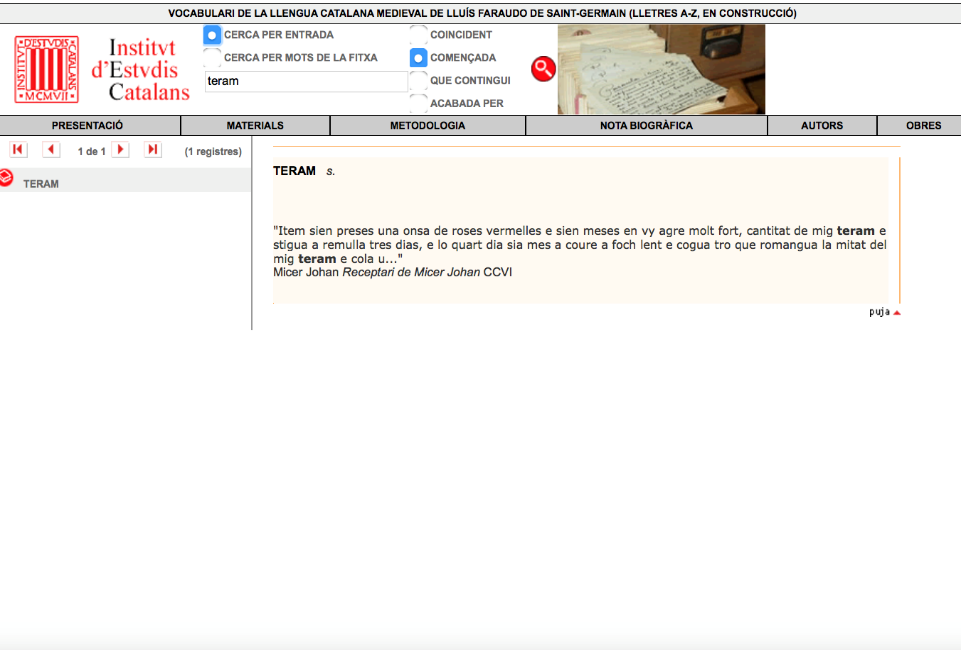 VOCABULARI DE LA LLENGUA CATALANA MEDIEVAL DE LLUÍS FARAUDO DE SAINT-GERMAIN (LLETRES A-Z, EN CONSTRUCCIÓ)
INSTITVT D'ESTVDIS CATALANS
MCMVII
Institvt
d'Estvdis
Catalans
CERCA PER ENTRADA
CERCA PER MOTS DE LA FITXA
teram
COINCIDENT
COMENÇADA
QUE CONTINGUI
ACABADA PER
PRESENTACIÓ MATERIALS METODOLOGIA NOTA BIOGRÀFICA AUTORS OBRES
1 de 1 (1 registres)
TERAM
TERAM s.
"Item sien preses una onsa de roses vermelles e sien meses en vy agre molt fort, cantitat de mig teram e
stigua a remulla tres dias, e lo quart dia sia mes a coure a foch lent e cogua tro que romangua la mitat del
mig teram e cola u..."
Micer Johan Receptari de Micer Johan CCVI
puja